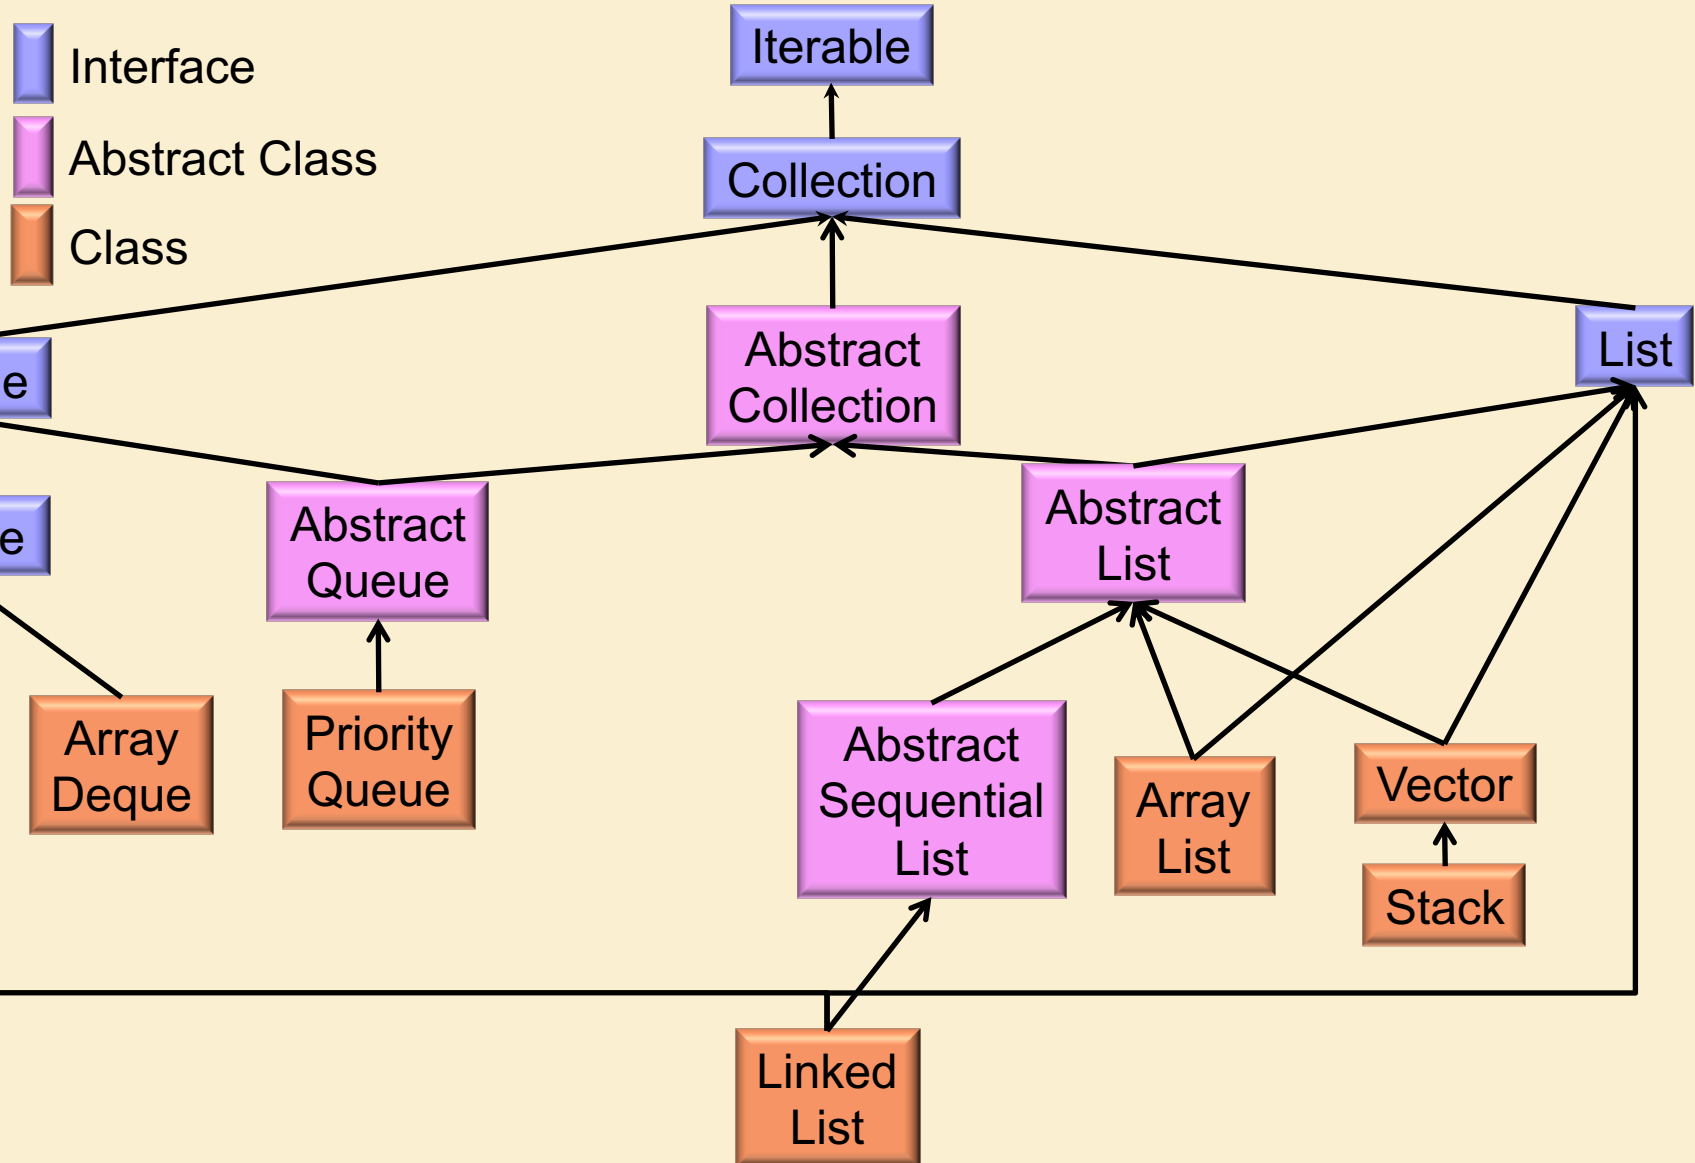 Interface
Abstract Class
Class
Iterable
Collection
Abstract
Collection
List
e
e
Abstract
Queue
Abstract
List
Array
Deque
Priority
Queue
Abstract
Sequential
List
Array
List
Vector
Stack
Linked
List